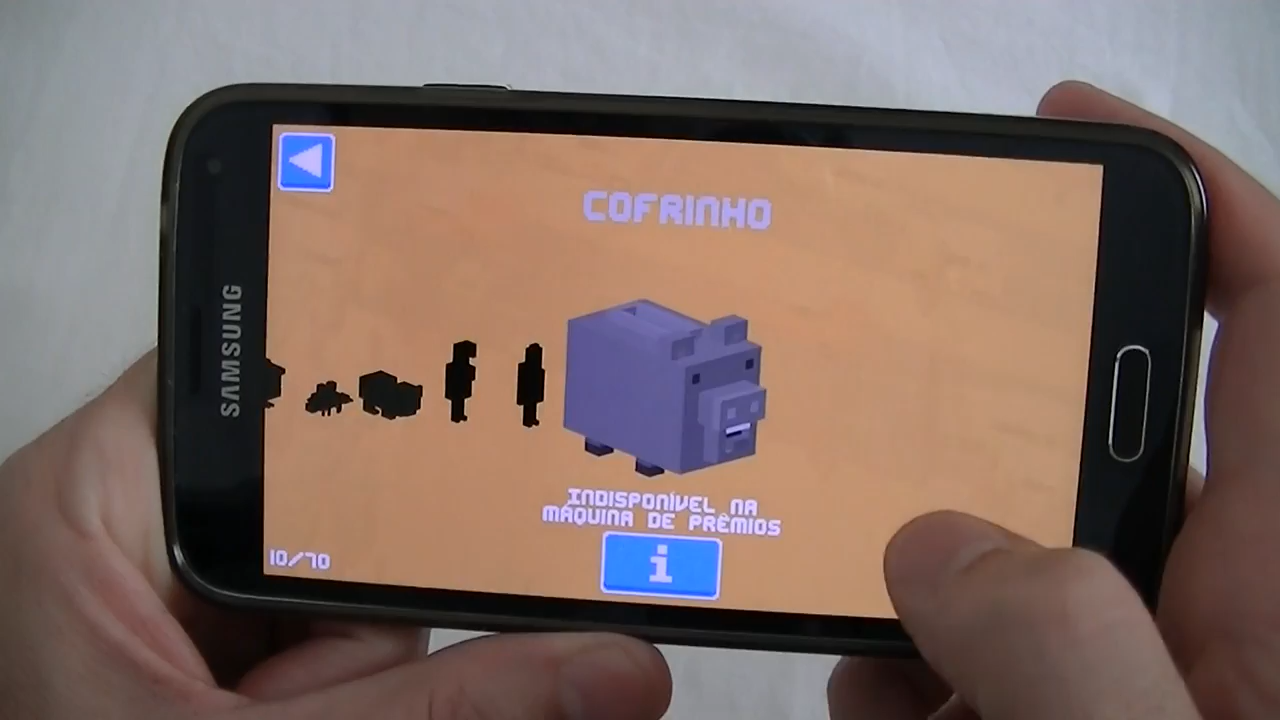 SAMSUNG
COFRINHO
INDISPONÍVEL NA
MÁQUINA DE PRÊMIOS
i
10/70